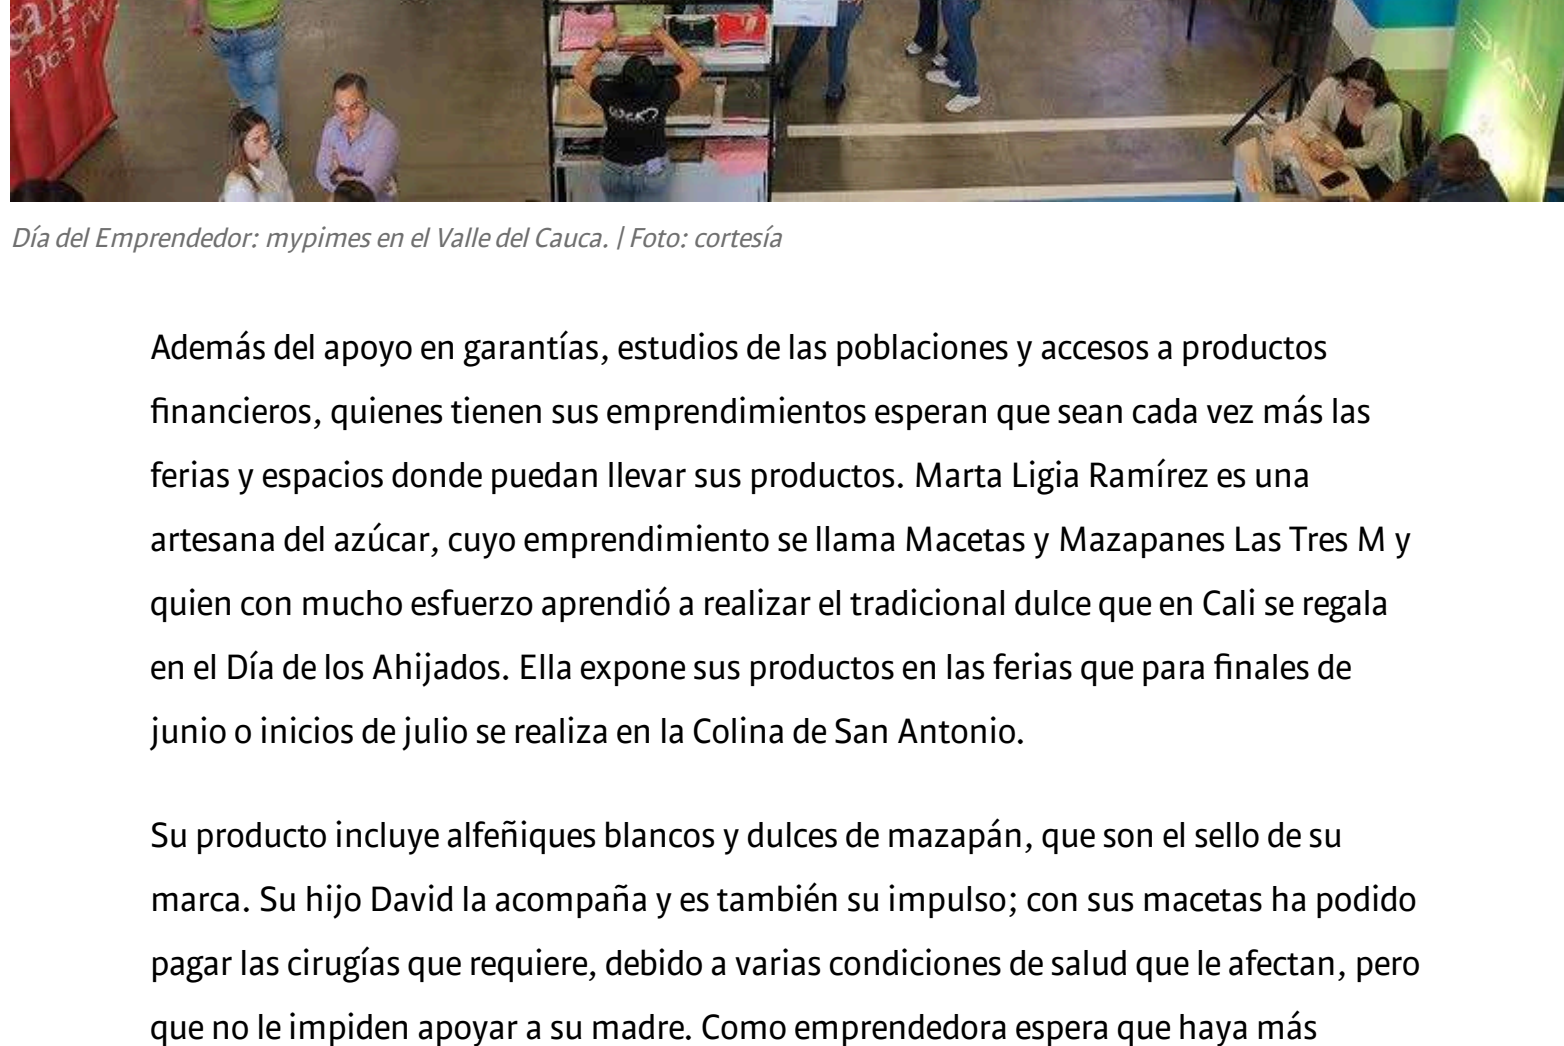 106.5 FM
DIAN
Día del Emprendedor: mypimes en el Valle del Cauca. | Foto: cortesía
Además del apoyo en garantías, estudios de las poblaciones y accesos a productos
financieros, quienes tienen sus emprendimientos esperan que sean cada vez más las
ferias y espacios donde puedan llevar sus productos. Marta Ligia Ramírez es una
artesana del azúcar, cuyo emprendimiento se llama Macetas y Mazapanes Las Tres M y
quien con mucho esfuerzo aprendió a realizar el tradicional dulce que en Cali se regala
en el Día de los Ahijados. Ella expone sus productos en las ferias que para finales de
junio o inicios de julio se realiza en la Colina de San Antonio.
Su producto incluye alfeñiques blancos y dulces de mazapán, que son el sello de su
marca. Su hijo David la acompaña y es también su impulso; con sus macetas ha podido
pagar las cirugías que requiere, debido a varias condiciones de salud que le afectan, pero
que no le impiden apoyar a su madre. Como emprendedora espera que haya más